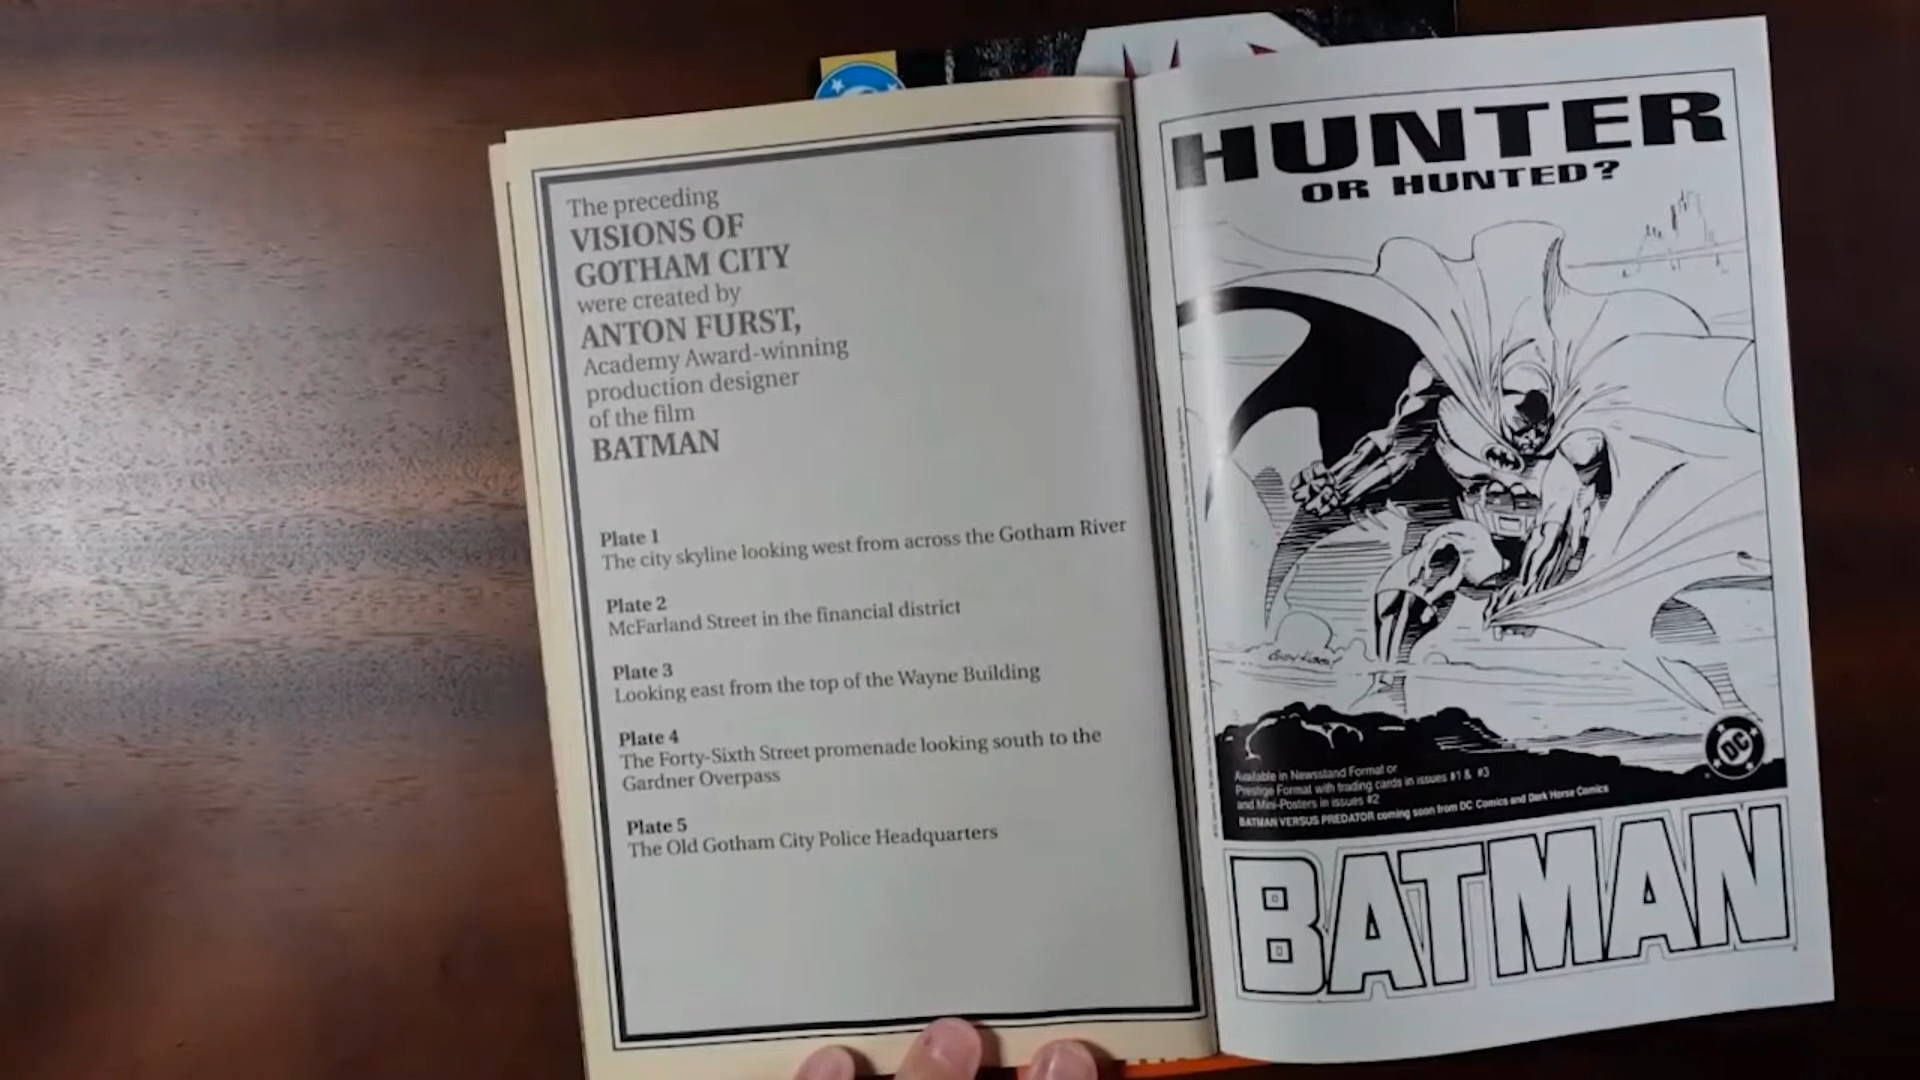 The preceding
VISIONS OF
GOTHAM CITY
were created by
ANTON FURST,
Academy Award-winning
production designer
of the film
BATMAN
Plate 1
The city skyline looking west from across the Gotham River
Plate 2
McFarland Street in the financial district
Plate 3
Looking east from the top of the Wayne Building
Plate 4
The Forty-Sixth Street promenade looking south to the
Gardner Overpass
Plate 5
The Old Gotham City Police Headquarters
HUNTER
OR HUNTED?
Available in Newsstand Format or
Prestige Format with trading cards in issues #1 & #3
and Mini-Posters in issues #2
BATMAN VERSUS PREDATOR coming soon from DC Comics and Dark Horse Comics
DC
BATMAN